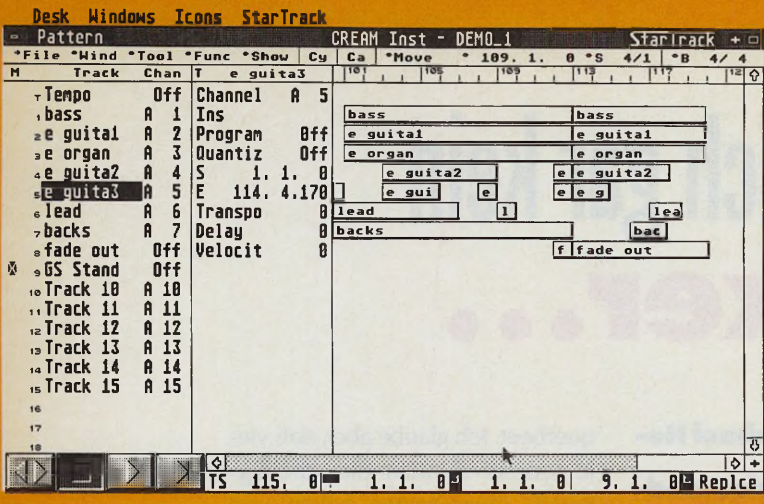 Desk Windows Icons StarTrack
Pattern CREAM Inst - DEMO_1 StarTrack
*File *Wind *Tool *Func *Show Cy Ca *Move * 109. 1. 0 *S 4/1 *B 4/ 4
M Track Chan T e guita3 101 105 109 113 117 12
T Tempo Off Channel A 5
1 bass A 1 Ins bass bass
2 e guita1 A 2 Program Off e guita1 e guita1
3 e organ A 3 Quantiz Off e organ e organ
4 e guita2 A 4 S 1. 1. 0 e guita2 e e guita2
5 e guita3 A 5 E 114. 4.170 e gui e e e g
6 lead A 6 Transpo 0 lead l lea
7 backs A 7 Delay 0 backs bac
8 fade out Off Velocit 0 f fade out
9 GS Stand Off
10 Track 10 A 10
11 Track 11 A 11
12 Track 12 A 12
13 Track 13 A 13
14 Track 14 A 14
15 Track 15 A 15
16
17
18
TS 115. 0 1. 1. 0 1. 1. 0 9. 1. 0 Replce